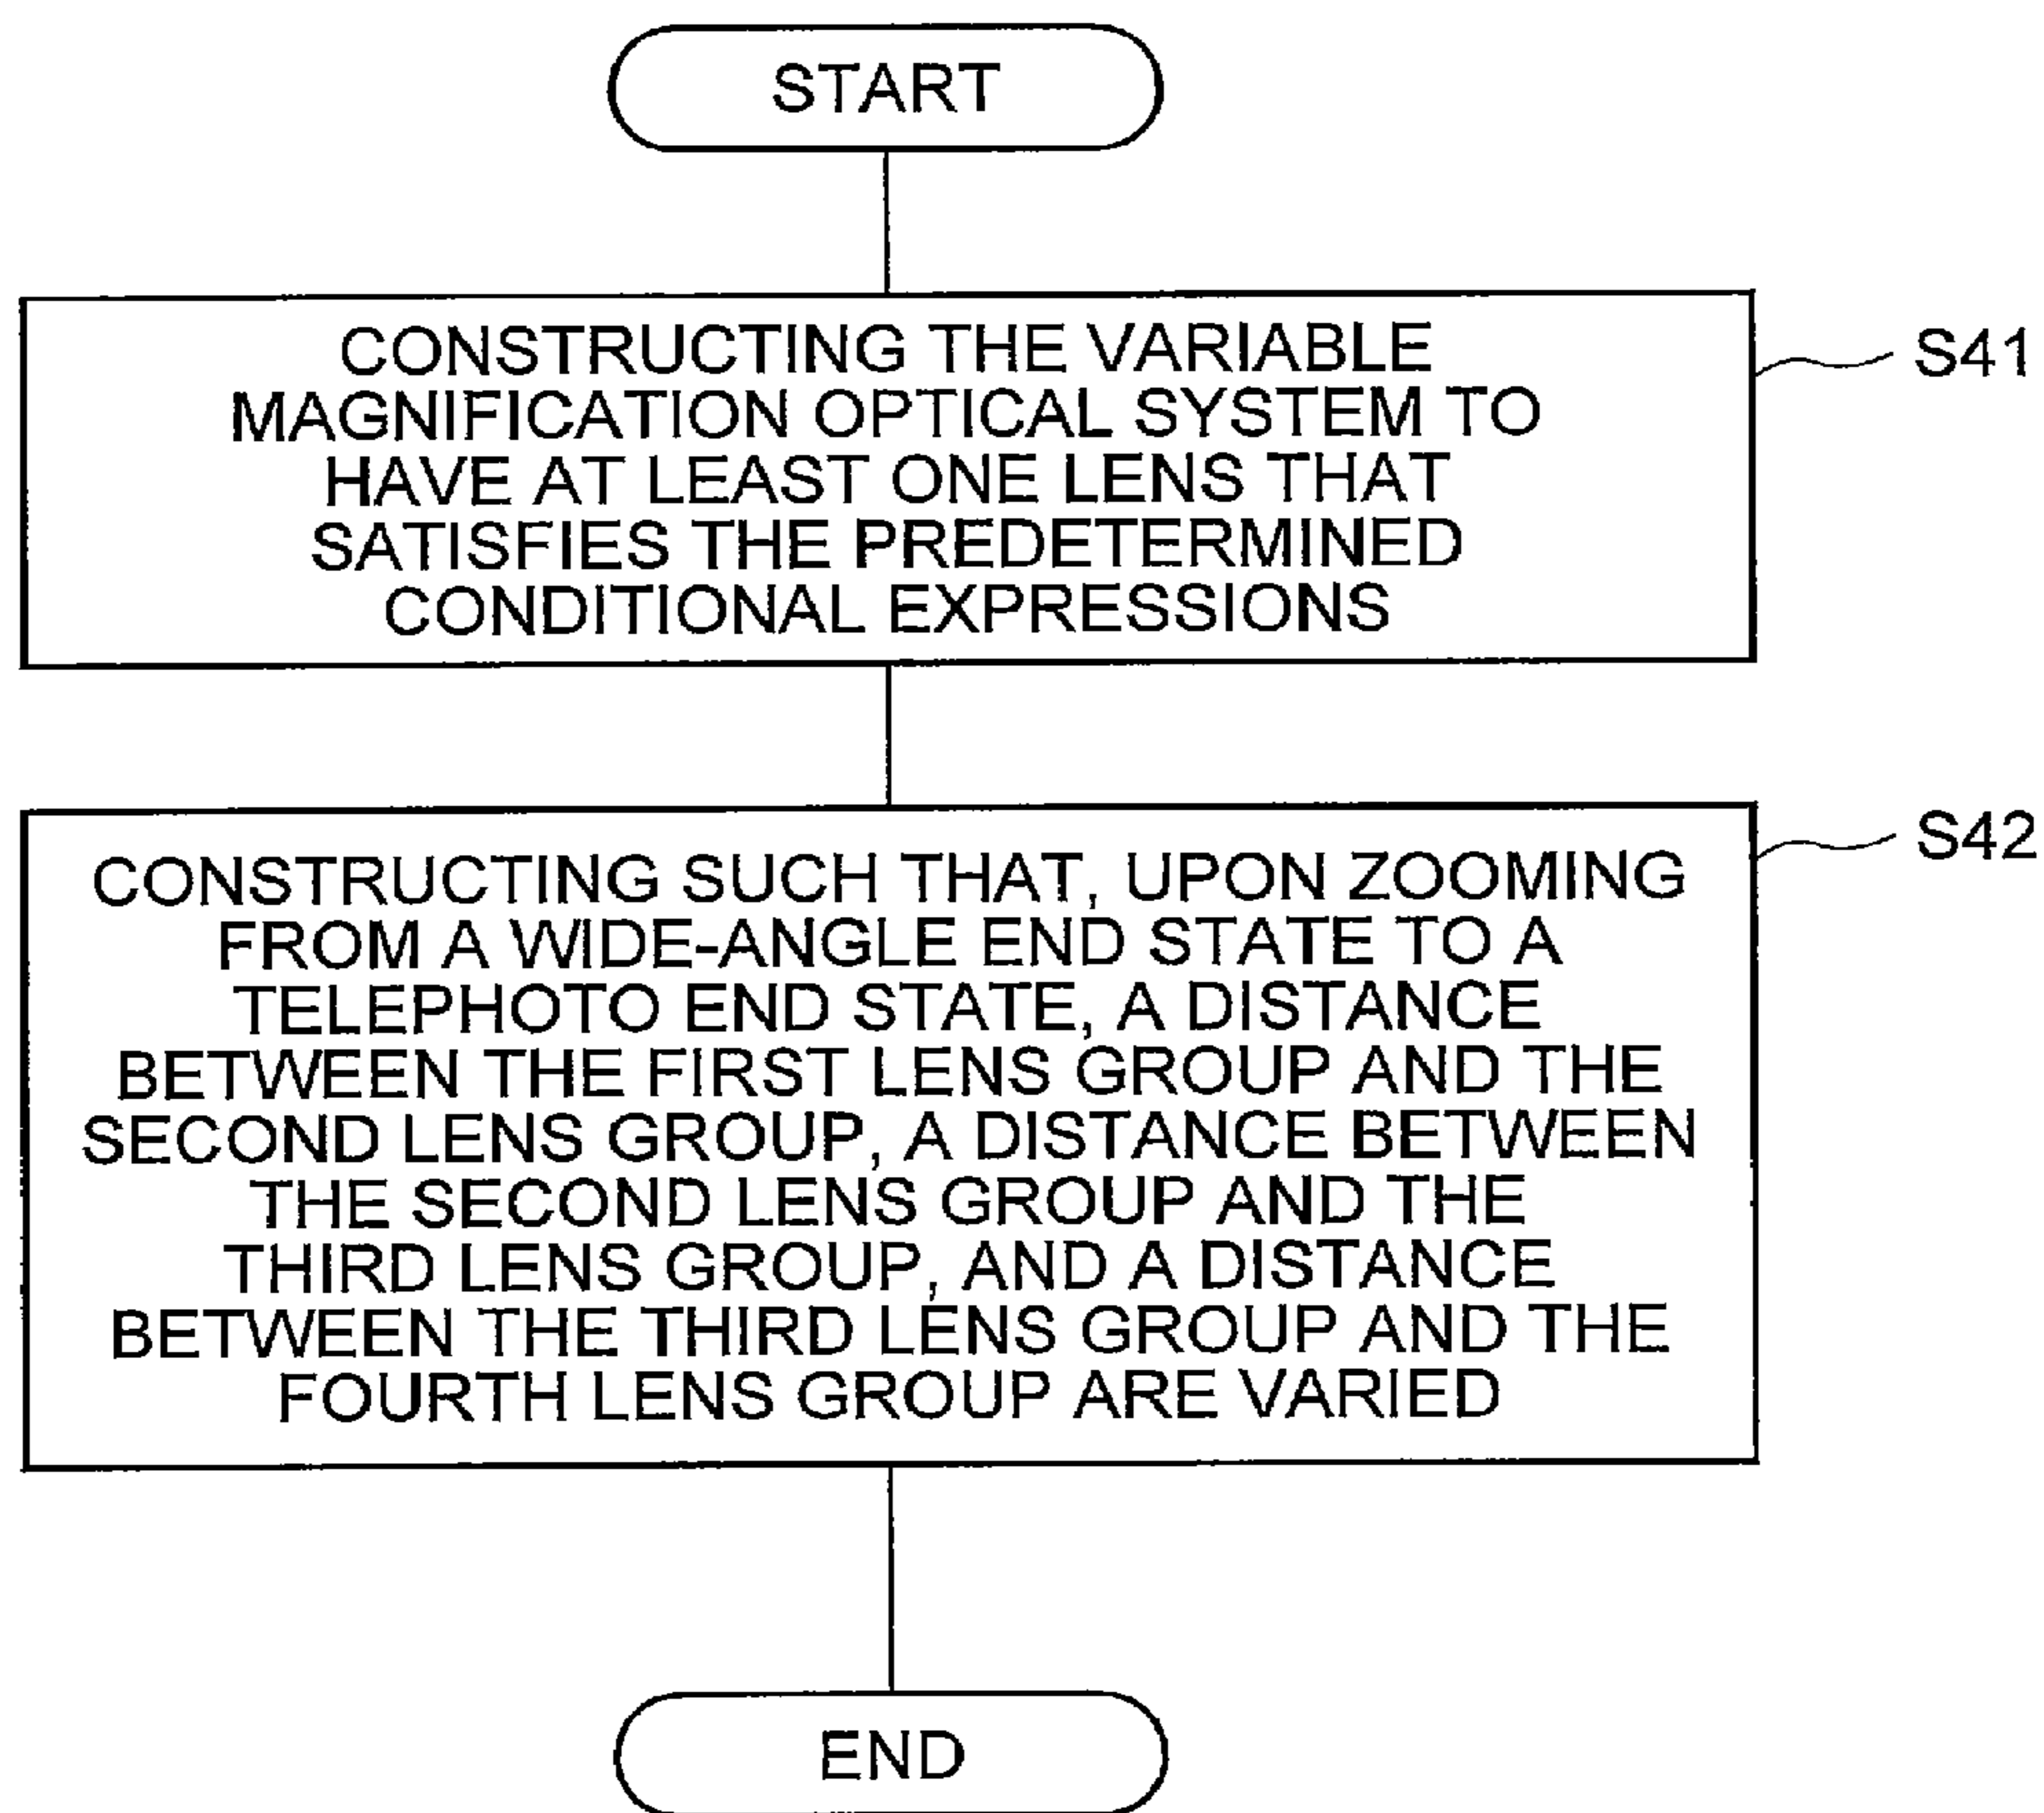 START
CONSTRUCTING THE VARIABLE
MAGNIFICATION OPTICAL SYSTEM TO
HAVE AT LEAST ONE LENS THAT
SATISFIES THE PREDETERMINED
CONDITIONAL EXPRESSIONS
S41
CONSTRUCTING SUCH THAT, UPON ZOOMING
FROM A WIDE-ANGLE END STATE TO A
TELEPHOTO END STATE, A DISTANCE
BETWEEN THE FIRST LENS GROUP AND THE
SECOND LENS GROUP, A DISTANCE BETWEEN
THE SECOND LENS GROUP AND THE
THIRD LENS GROUP, AND A DISTANCE
BETWEEN THE THIRD LENS GROUP AND THE
FOURTH LENS GROUP ARE VARIED
S42
END